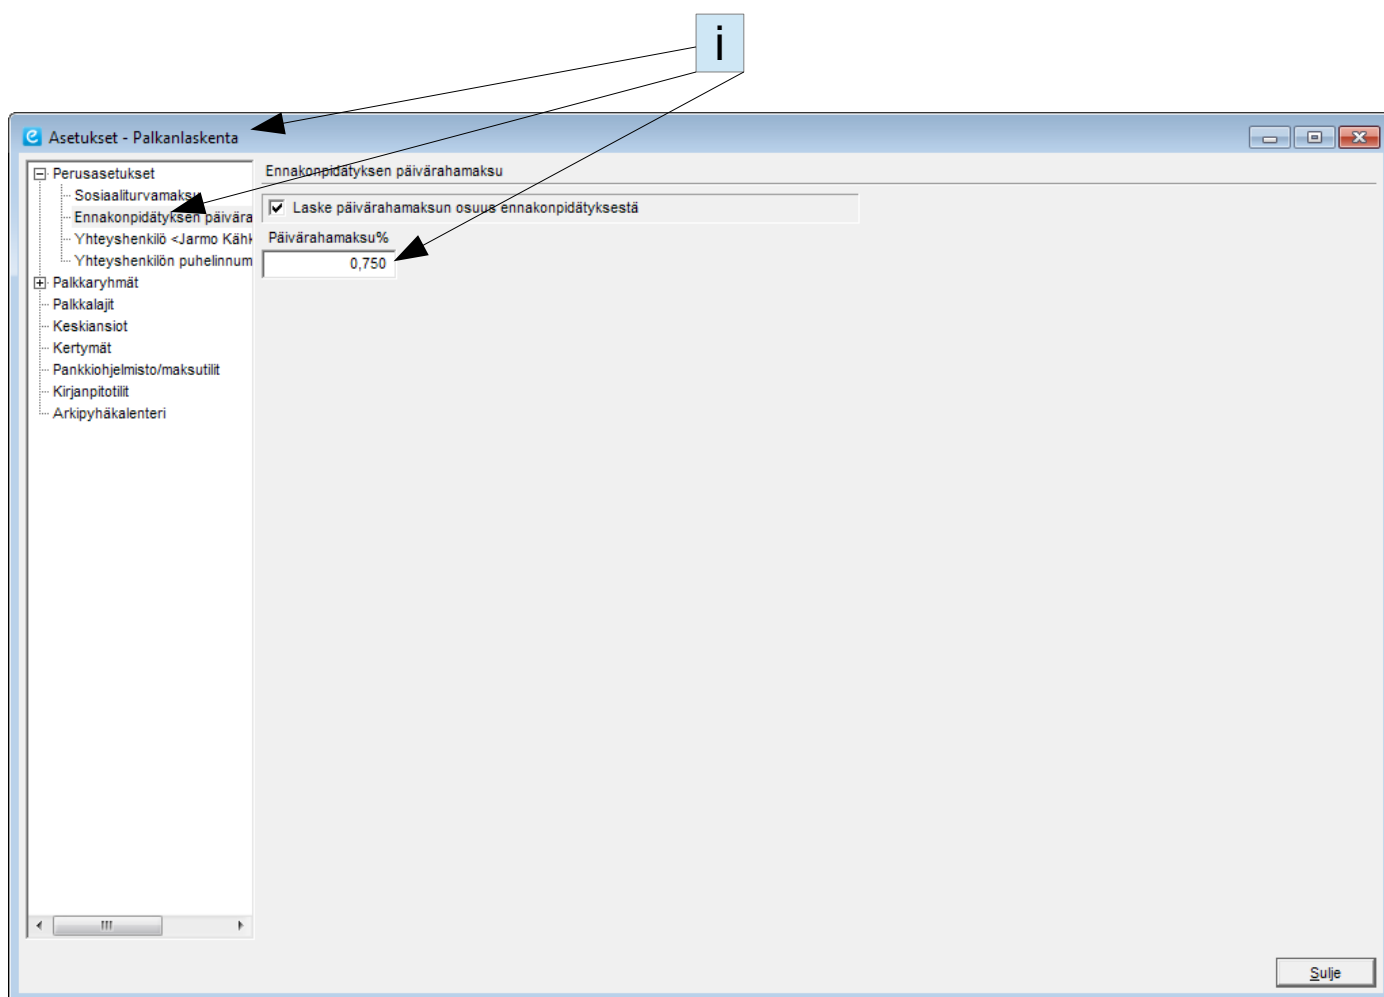 i
Asetukset - Palkanlaskenta
Perusasetukset
Sosiaaliturvamaksu
Ennakonpidätyksen päivära
Yhteyshenkilö <Jarmo Kähk
Yhteyshenkilön puhelinnum
Palkkaryhmät
Palkkalajit
Keskiansiot
Kertymät
Pankkiohjelmisto/maksutilit
Kirjanpitotilit
Arkipyhäkalenteri
Ennakonpidätyksen päivärahamaksu
Laske päivärahamaksun osuus ennakonpidätyksestä
Päivärahamaksu%
0,750
Sulje